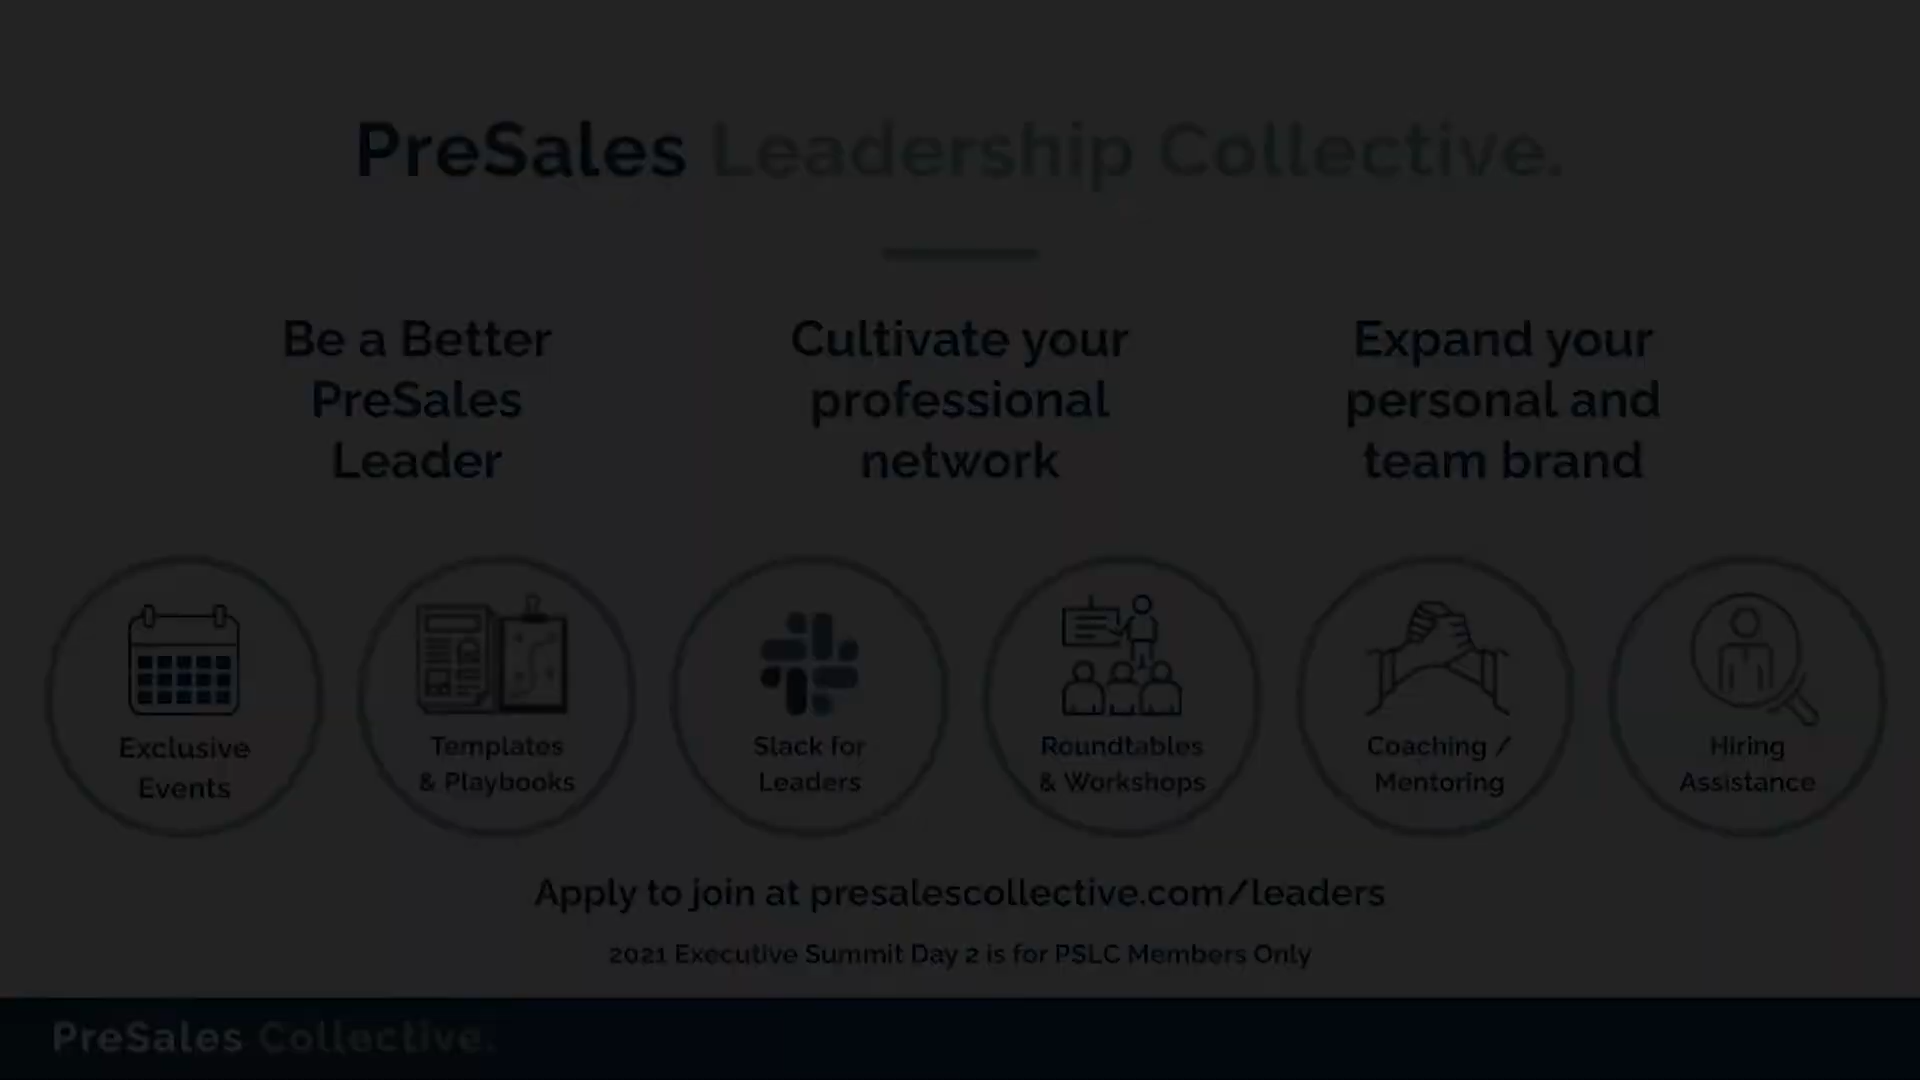 PreSales Leadership Collective.
Be a Better
PreSales
Leader
Cultivate your
professional
network
Expand your
personal and
team brand
Exclusive
Events
Templates
& Playbooks
Slack for
Leaders
Roundtables
& Workshops
Coaching /
Mentoring
Hiring
Assistance
Apply to join at presalescollective.com/leaders
2021 Executive Summit Day 2 is for PSLC Members Only
PreSales Collective.